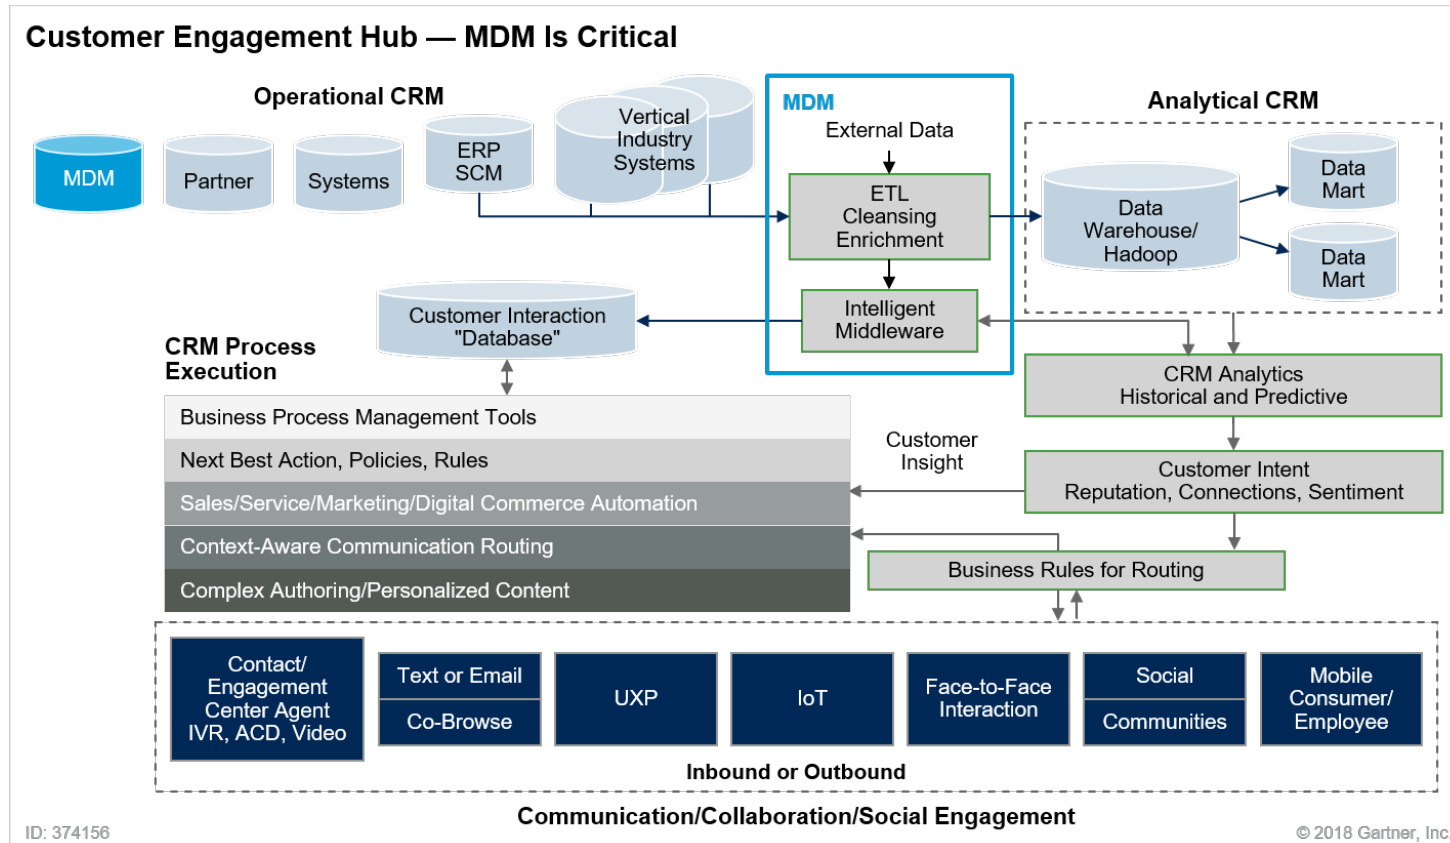 Customer Engagement Hub — MDM Is Critical
Operational CRM
MDM
Partner
Systems
ERP
SCM
Vertical
Industry
Systems
MDM
External Data
ETL
Cleansing
Enrichment
Intelligent
Middleware
Analytical CRM
Data
Warehouse/
Hadoop
Data
Mart
Data
Mart
Customer Interaction
"Database"
CRM Process
Execution
Business Process Management Tools
Next Best Action, Policies, Rules
Sales/Service/Marketing/Digital Commerce Automation
Context-Aware Communication Routing
Complex Authoring/Personalized Content
Customer
Insight
CRM Analytics
Historical and Predictive
Customer Intent
Reputation, Connections, Sentiment
Business Rules for Routing
Contact/
Engagement
Center Agent
IVR, ACD, Video
Text or Email
Co-Browse
UXP
IoT
Face-to-Face
Interaction
Social
Communities
Mobile
Consumer/
Employee
Inbound or Outbound
Communication/Collaboration/Social Engagement
ID: 374156
© 2018 Gartner, Inc.